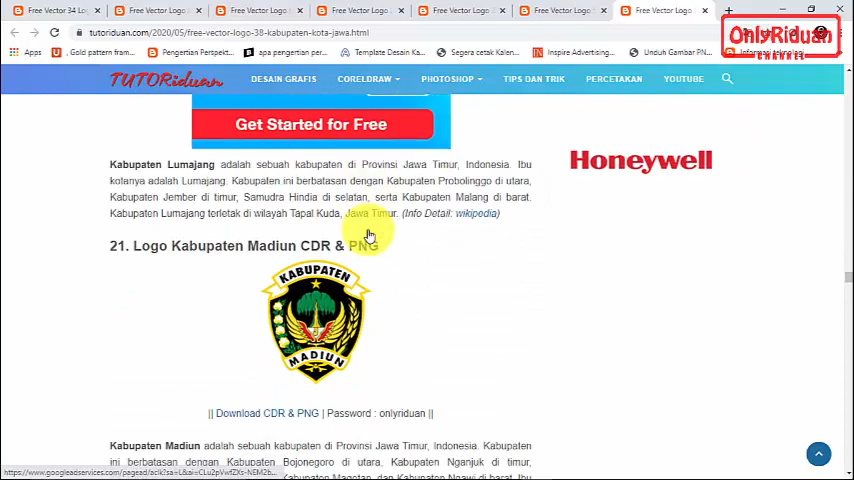 Free Vector 34 Log
Free Vector Logo
Free Vector Logo
Free Vector Logo
Free Vector Logo
Free Vector Logo
Free Vector Logo
tutoriduan.com/2020/05/free-vector-logo-38-kabupaten-kota-jawa.html
OnlyRiduan
CHANNEL
Apps
, Gold pattern fram...
Pengertian Perspekt...
apa pengertian per...
Template Desain Ka...
Segera cetak Kalen...
Inspire Advertising,...
Unduh Gambar PN...
Informasi teknologi
TUTORiduan
DESAIN GRAFIS
CORELDRAW
PHOTOSHOP
TIPS DAN TRIK
PERCETAKAN
YOUTUBE
Get Started for Free
Honeywell
Kabupaten Lumajang adalah sebuah kabupaten di Provinsi Jawa Timur, Indonesia. Ibu
kotanya adalah Lumajang. Kabupaten ini berbatasan dengan Kabupaten Probolinggo di utara,
Kabupaten Jember di timur, Samudra Hindia di selatan, serta Kabupaten Malang di barat.
Kabupaten Lumajang terletak di wilayah Tapal Kuda, Jawa Timur. (Info Detail: wikipedia)
21. Logo Kabupaten Madiun CDR & PNG
KABUPATEN
MADIUN
|| Download CDR & PNG | Password : onlyriduan ||
Kabupaten Madiun adalah sebuah kabupaten di Provinsi Jawa Timur, Indonesia. Kabupaten
ini berbatasan dengan Kabupaten Bojonegoro di utara, Kabupaten Nganjuk di timur,